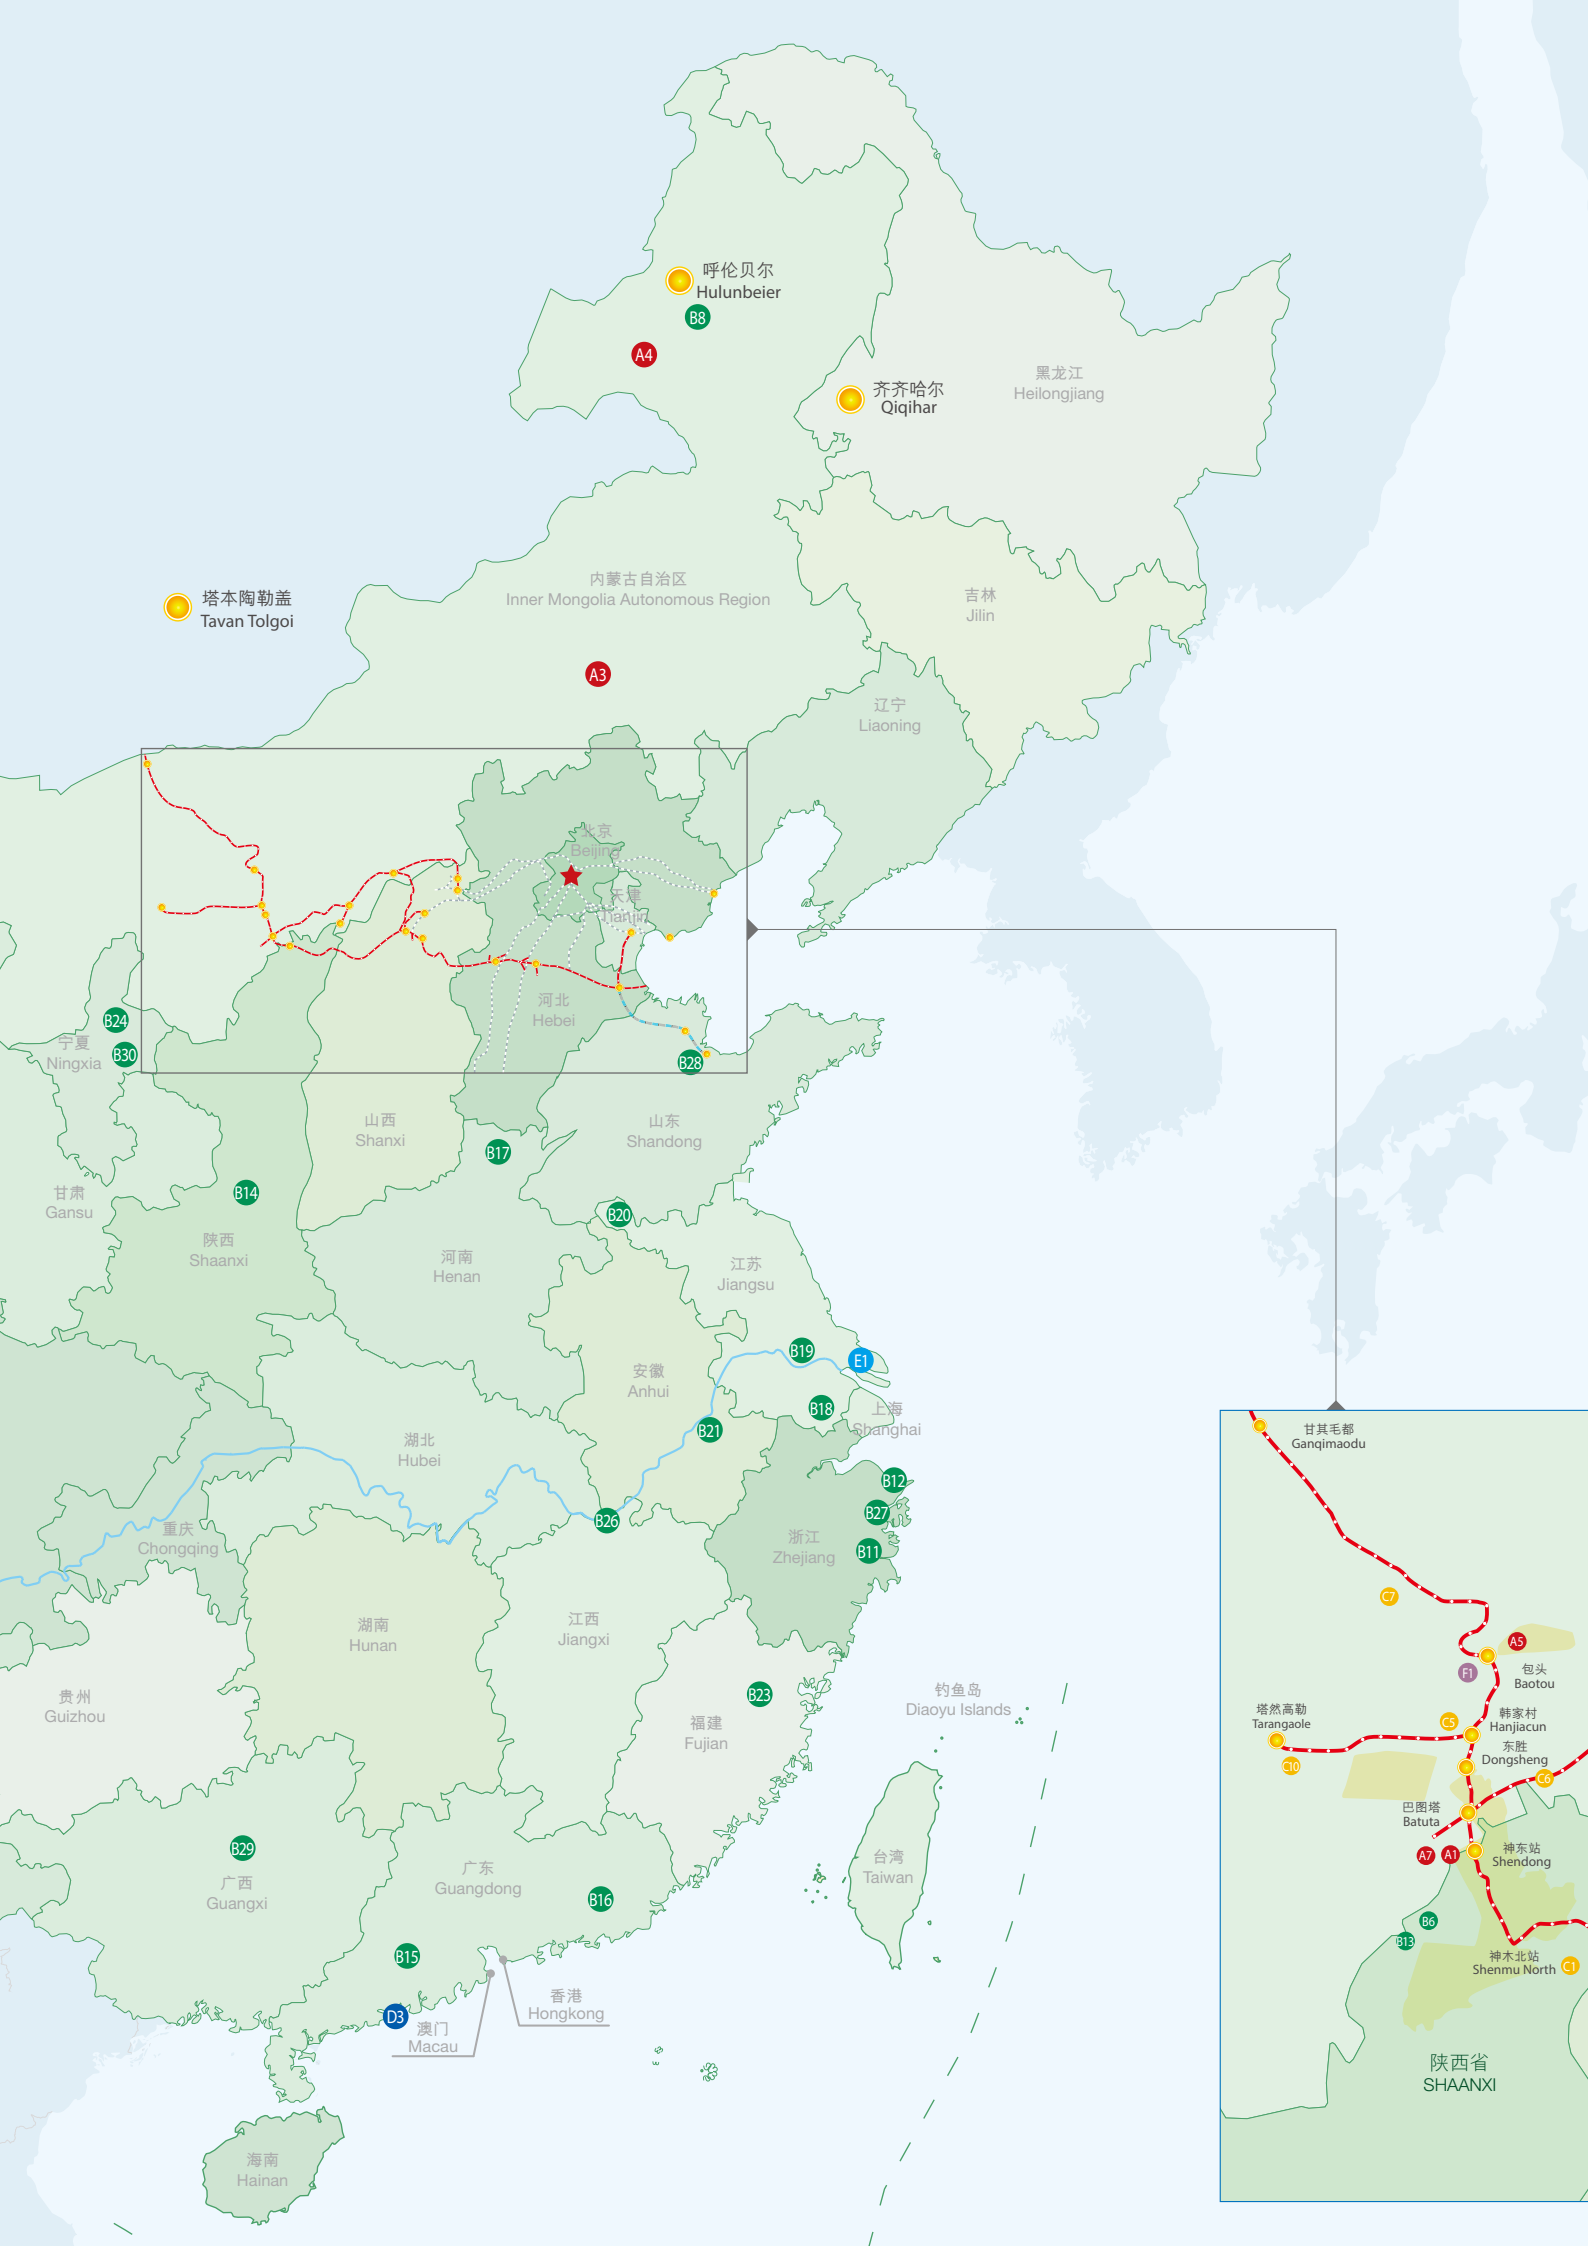 呼伦贝尔
Hulunbeier
B8
A4
齐齐哈尔
Qiqihar
黑龙江
Heilongjiang
内蒙古自治区
Inner Mongolia Autonomous Region
吉林
Jilin
塔本陶勒盖
Tavan Tolgoi
A3
辽宁
Liaoning
北京
Beijing
天津
Tianjin
河北
Hebei
B24
宁夏
Ningxia
B30
B28
山西
Shanxi
山东
Shandong
B17
甘肃
Gansu
B14
B20
陕西
Shaanxi
河南
Henan
江苏
Jiangsu
B19
E1
安徽
Anhui
B18
上海
Shanghai
B21
湖北
Hubei
B12
B27
B26
重庆
Chongqing
浙江
Zhejiang
B11
湖南
Hunan
江西
Jiangxi
贵州
Guizhou
B23
福建
Fujian
钓鱼岛
Diaoyu Islands
B29
广西
Guangxi
广东
Guangdong
B16
台湾
Taiwan
B15
D3
香港
Hongkong
澳门
Macau
海南
Hainan
甘其毛都
Ganqimaodu
C7
A5
F1
包头
Baotou
塔然高勒
Tarangaole
C5
韩家村
Hanjiacun
东胜
Dongsheng
C10
C6
巴图塔
Batuta
A7
A1
神东站
Shendong
B6
B13
神木北站
Shenmu North
C1
陕西省
SHAANXI